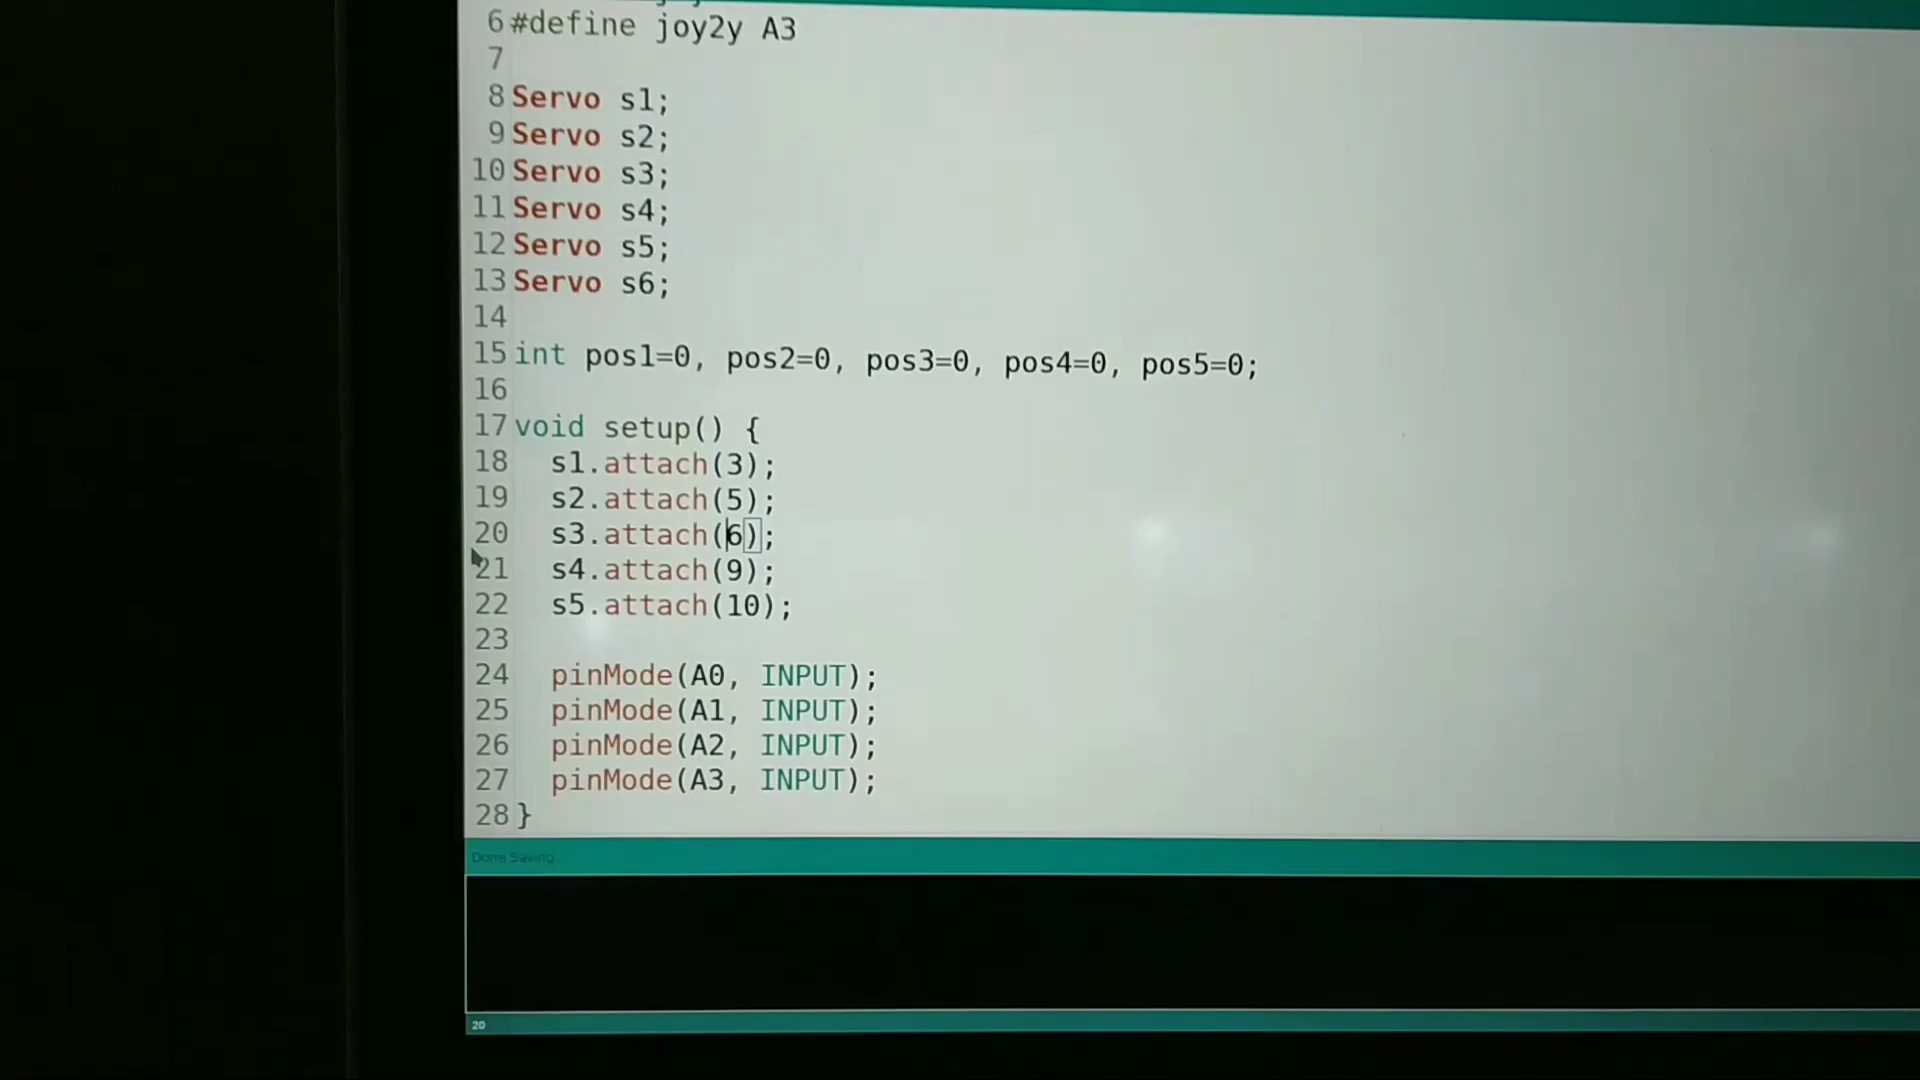 6 #define joy2y A3
7
8 Servo s1;
9 Servo s2;
10 Servo s3;
11 Servo s4;
12 Servo s5;
13 Servo s6;
14
15 int pos1=0, pos2=0, pos3=0, pos4=0, pos5=0;
16
17 void setup() {
18 s1.attach(3);
19 s2.attach(5);
20 s3.attach(6);
21 s4.attach(9);
22 s5.attach(10);
23
24 pinMode(A0, INPUT);
25 pinMode(A1, INPUT);
26 pinMode(A2, INPUT);
27 pinMode(A3, INPUT);
28 }
Done Saving
20